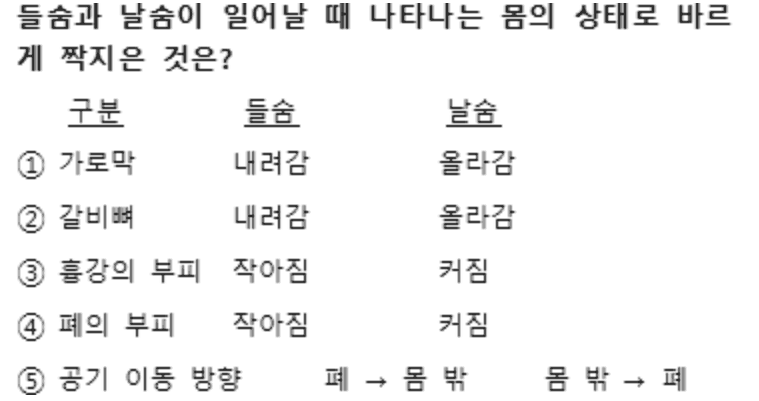 들숨과 날숨이 일어날 때 나타나는 몸의 상태로 바르
게 짝지은 것은?
구분 들숨 날숨
① 가로막 내려감 올라감
② 갈비뼈 내려감 올라감
③ 흉강의 부피 작아짐 커짐
④ 폐의 부피 작아짐 커짐
⑤ 공기 이동 방향 폐 → 몸 밖 몸 밖 → 폐